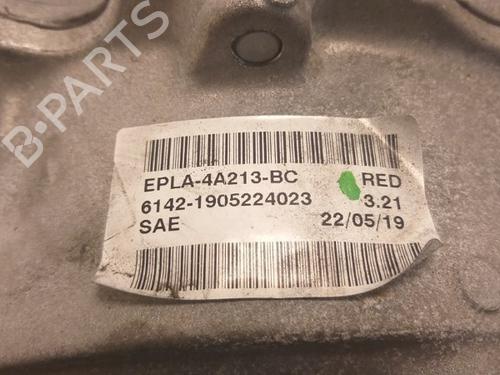 B-PARTS
EPLA-4A213-BC RED
6142-1905224023 3.21
SAE 22/05/19